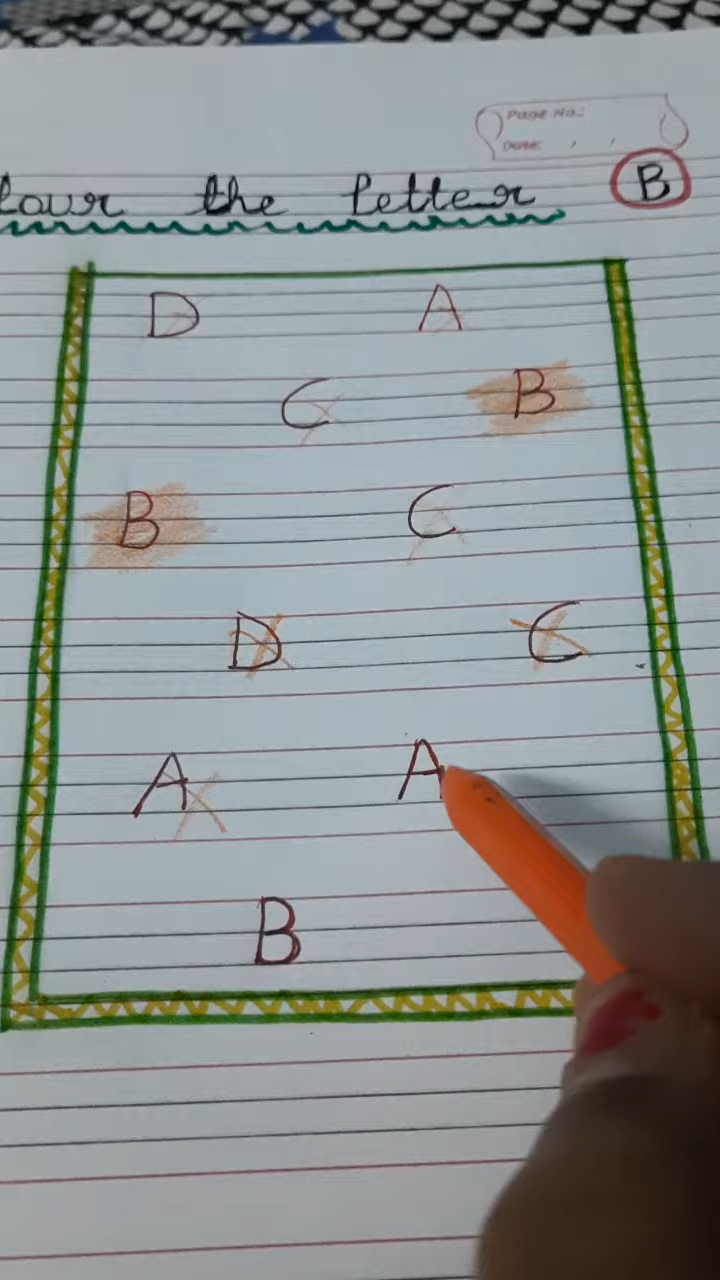 Page No.:
Date:
lour the letter B
D A
C B
B C
D C
A A
B